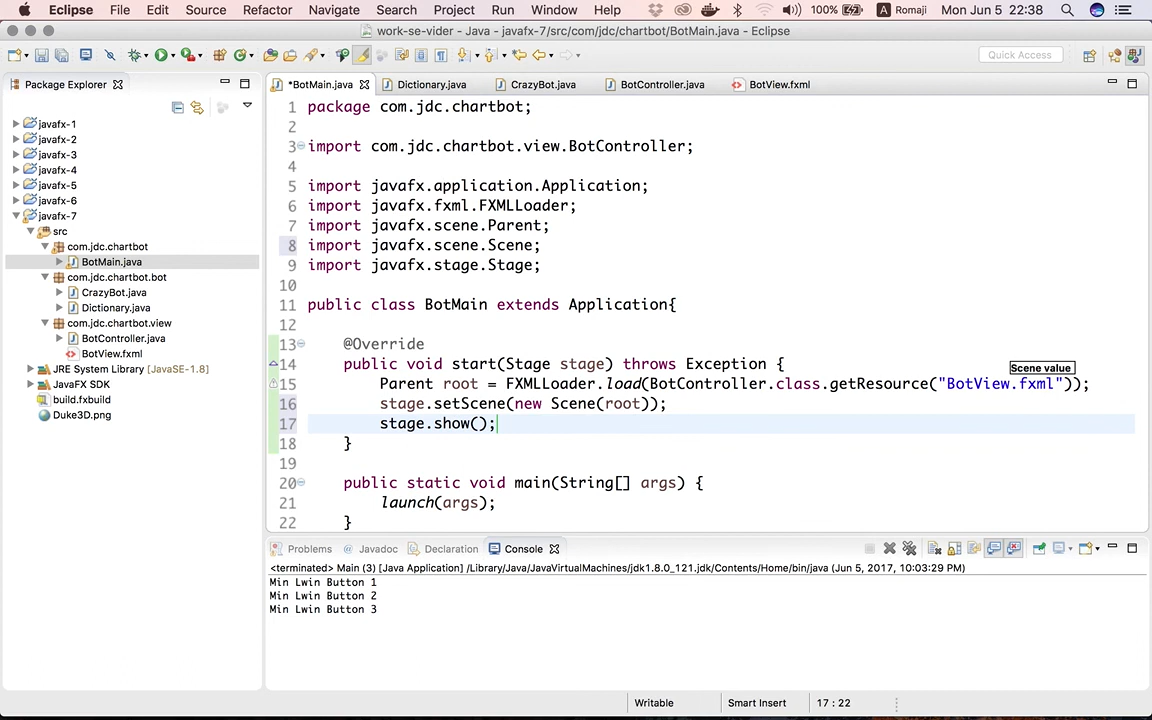 Eclipse File Edit Source Refactor Navigate Search Project Run Window Help 100% A Romaji Mon Jun 5 22:38
work-se-vider - Java - javafx-7/src/com/jdc/chartbot/BotMain.java - Eclipse
Quick Access
Package Explorer
*BotMain.java Dictionary.java CrazyBot.java BotController.java BotView.fxml
javafx-1
javafx-2
javafx-3
javafx-4
javafx-5
javafx-6
javafx-7
src
com.jdc.chartbot
BotMain.java
com.jdc.chartbot.bot
CrazyBot.java
Dictionary.java
com.jdc.chartbot.view
BotController.java
BotView.fxml
JRE System Library [JavaSE-1.8]
JavaFX SDK
build.fxbuild
Duke3D.png
1 package com.jdc.chartbot;
2
3 import com.jdc.chartbot.view.BotController;
4
5 import javafx.application.Application;
6 import javafx.fxml.FXMLLoader;
7 import javafx.scene.Parent;
8 import javafx.scene.Scene;
9 import javafx.stage.Stage;
10
11 public class BotMain extends Application{
12
13 @Override
14 public void start(Stage stage) throws Exception {
Scene value
15 Parent root = FXMLLoader.load(BotController.class.getResource("BotView.fxml"));
16 stage.setScene(new Scene(root));
17 stage.show();
18 }
19
20 public static void main(String[] args) {
21 launch(args);
22 }
Problems @ Javadoc Declaration Console
<terminated> Main (3) [Java Application] /Library/Java/JavaVirtualMachines/jdk1.8.0_121.jdk/Contents/Home/bin/java (Jun 5, 2017, 10:03:29 PM)
Min Lwin Button 1
Min Lwin Button 2
Min Lwin Button 3
Writable Smart Insert 17 : 22